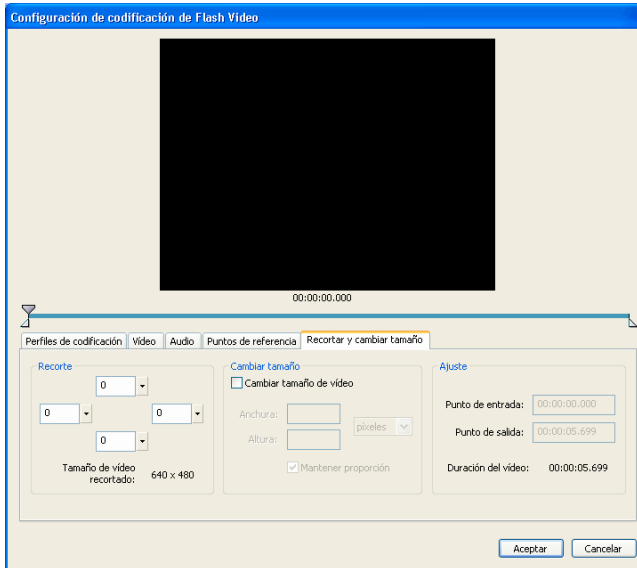 Configuración de codificación de Flash Video
00:00:00.000
Perfiles de codificación Vídeo Audio Puntos de referencia Recortar y cambiar tamaño
Recorte
0
0 0
0
Tamaño de vídeo
recortado: 640 x 480
Cambiar tamaño
Cambiar tamaño de vídeo
Anchura:
Altura:
píxeles
Mantener proporción
Ajuste
Punto de entrada: 00:00:00.000
Punto de salida: 00:00:05.699
Duración del vídeo: 00:00:05.699
Aceptar Cancelar